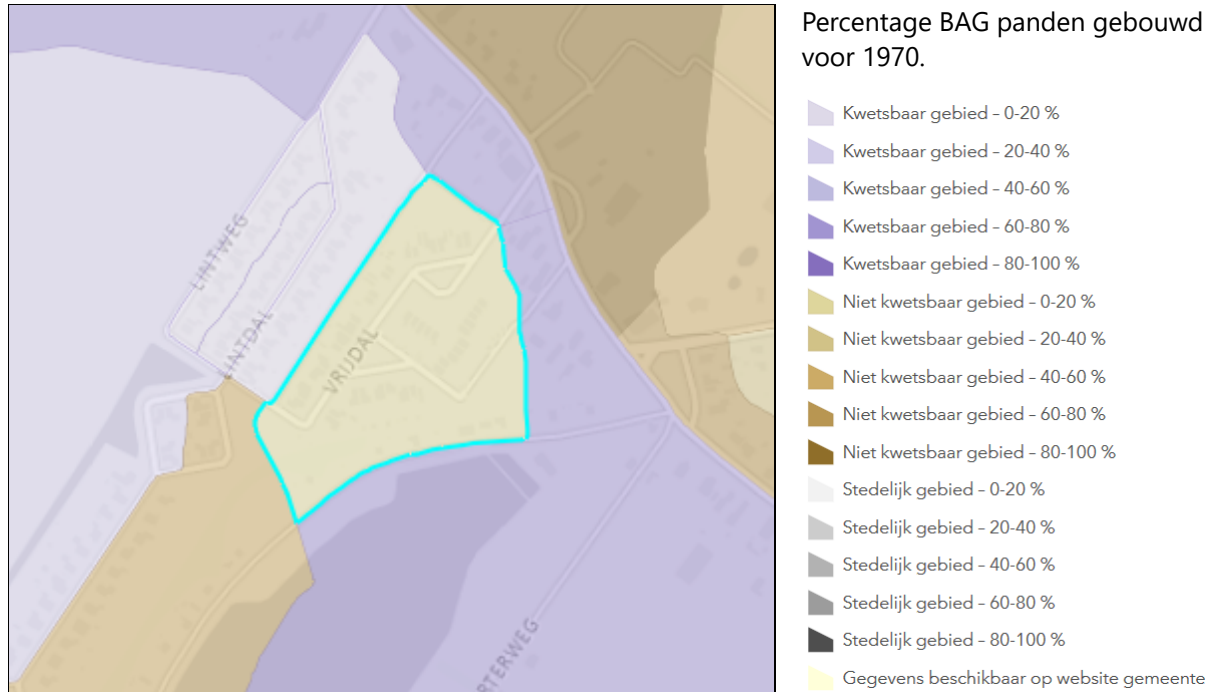 Percentage BAG panden gebouwd
voor 1970.
Kwetsbaar gebied – 0-20 %
Kwetsbaar gebied – 20-40 %
Kwetsbaar gebied – 40-60 %
Kwetsbaar gebied – 60-80 %
Kwetsbaar gebied – 80-100 %
Niet kwetsbaar gebied – 0-20 %
Niet kwetsbaar gebied – 20-40 %
Niet kwetsbaar gebied – 40-60 %
Niet kwetsbaar gebied – 60-80 %
Niet kwetsbaar gebied – 80-100 %
Stedelijk gebied – 0-20 %
Stedelijk gebied – 20-40 %
Stedelijk gebied – 40-60 %
Stedelijk gebied – 60-80 %
Stedelijk gebied – 80-100 %
Gegevens beschikbaar op website gemeente
LINTWEG
LINTDAL
VRIJDAL
RTERWEG